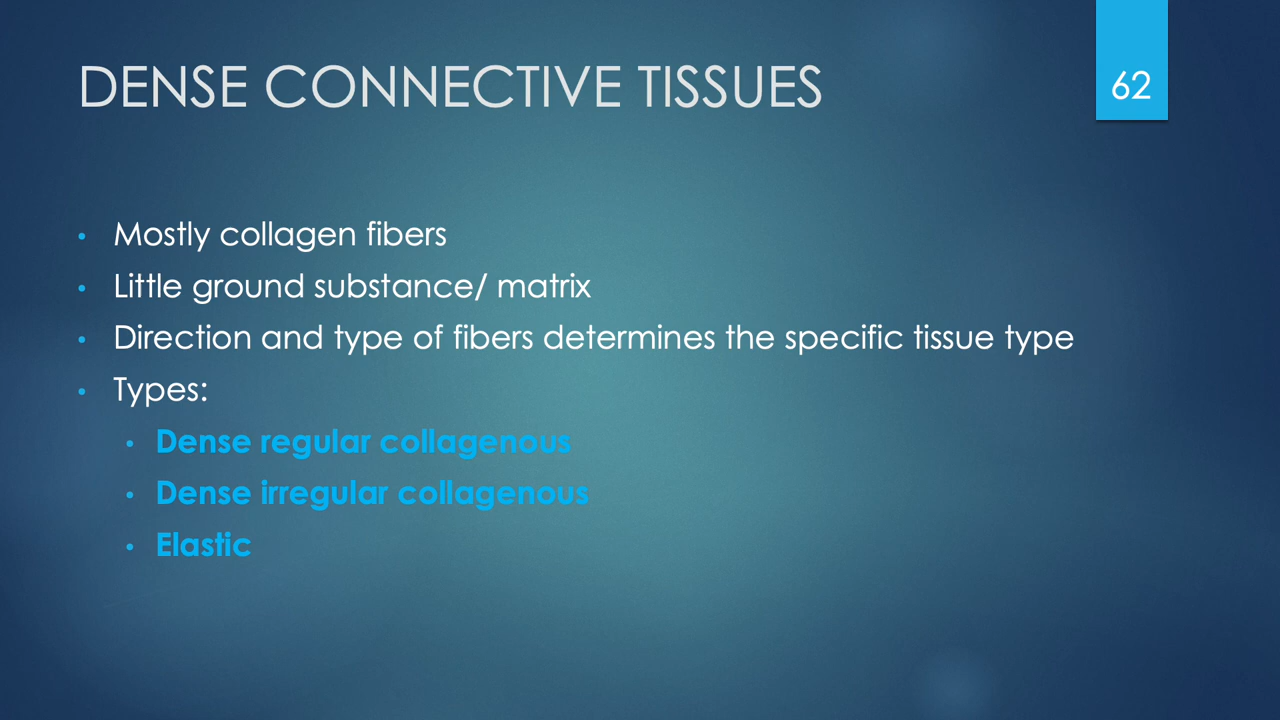 DENSE CONNECTIVE TISSUES
62
• Mostly collagen fibers
• Little ground substance/ matrix
• Direction and type of fibers determines the specific tissue type
• Types:
• Dense regular collagenous
• Dense irregular collagenous
• Elastic